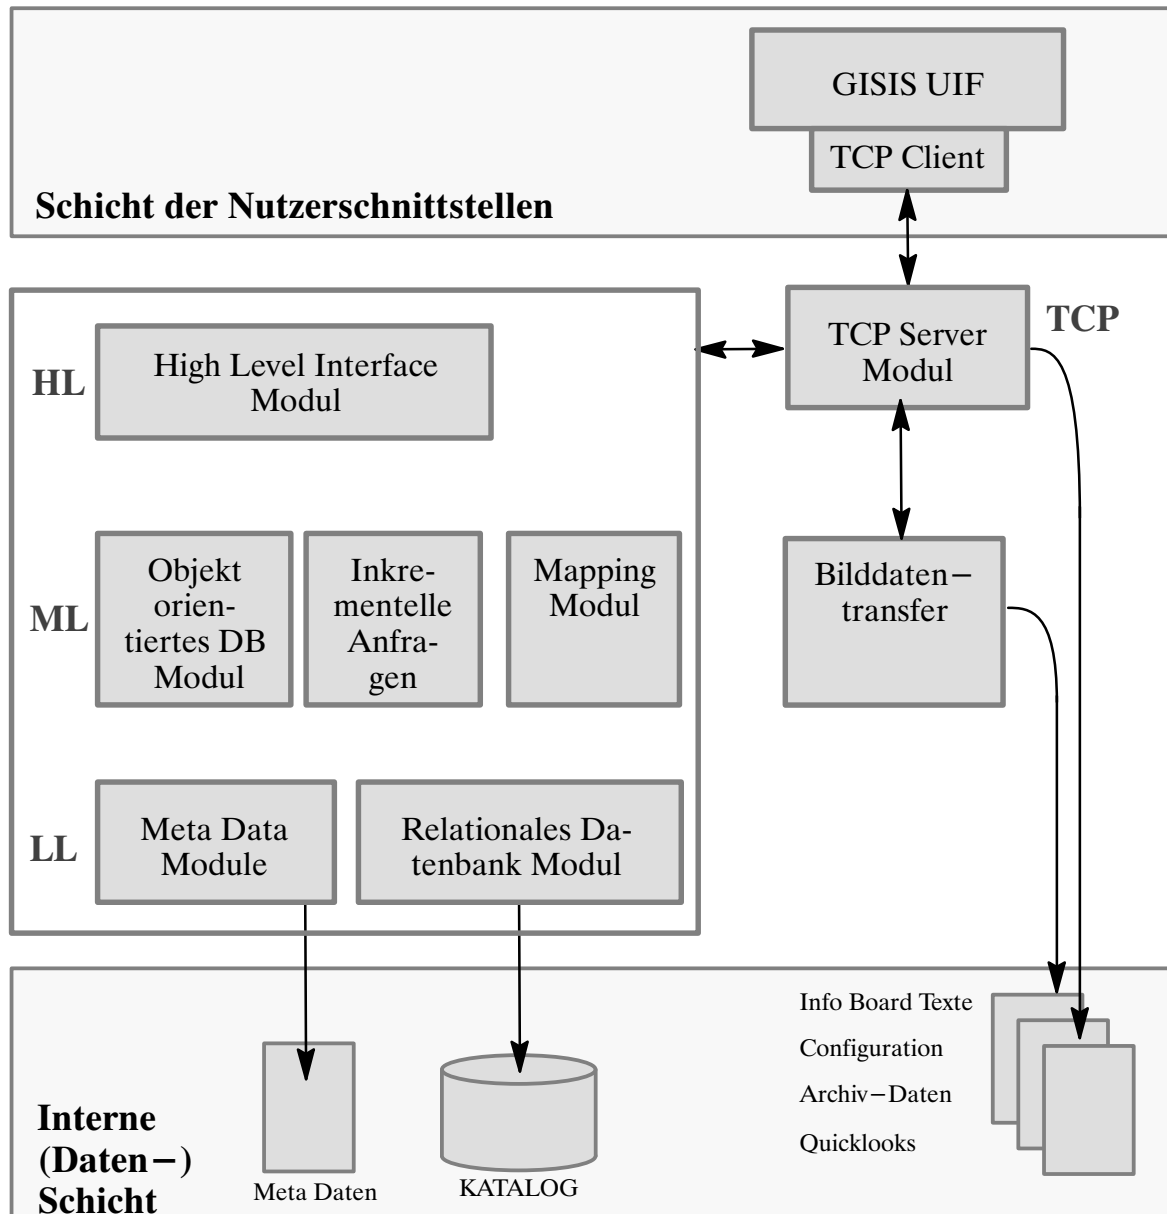 GISIS UIF
TCP Client
Schicht der Nutzerschnittstellen
TCP Server
Modul
TCP
HL
High Level Interface
Modul
ML
Objekt
orien-
tiertes DB
Modul
Inkre-
mentelle
Anfra-
gen
Mapping
Modul
Bilddaten−
transfer
LL
Meta Data
Module
Relationales Da-
tenbank Modul
Info Board Texte
Configuration
Archiv−Daten
Quicklooks
Interne
(Daten−)
Schicht
Meta Daten
KATALOG